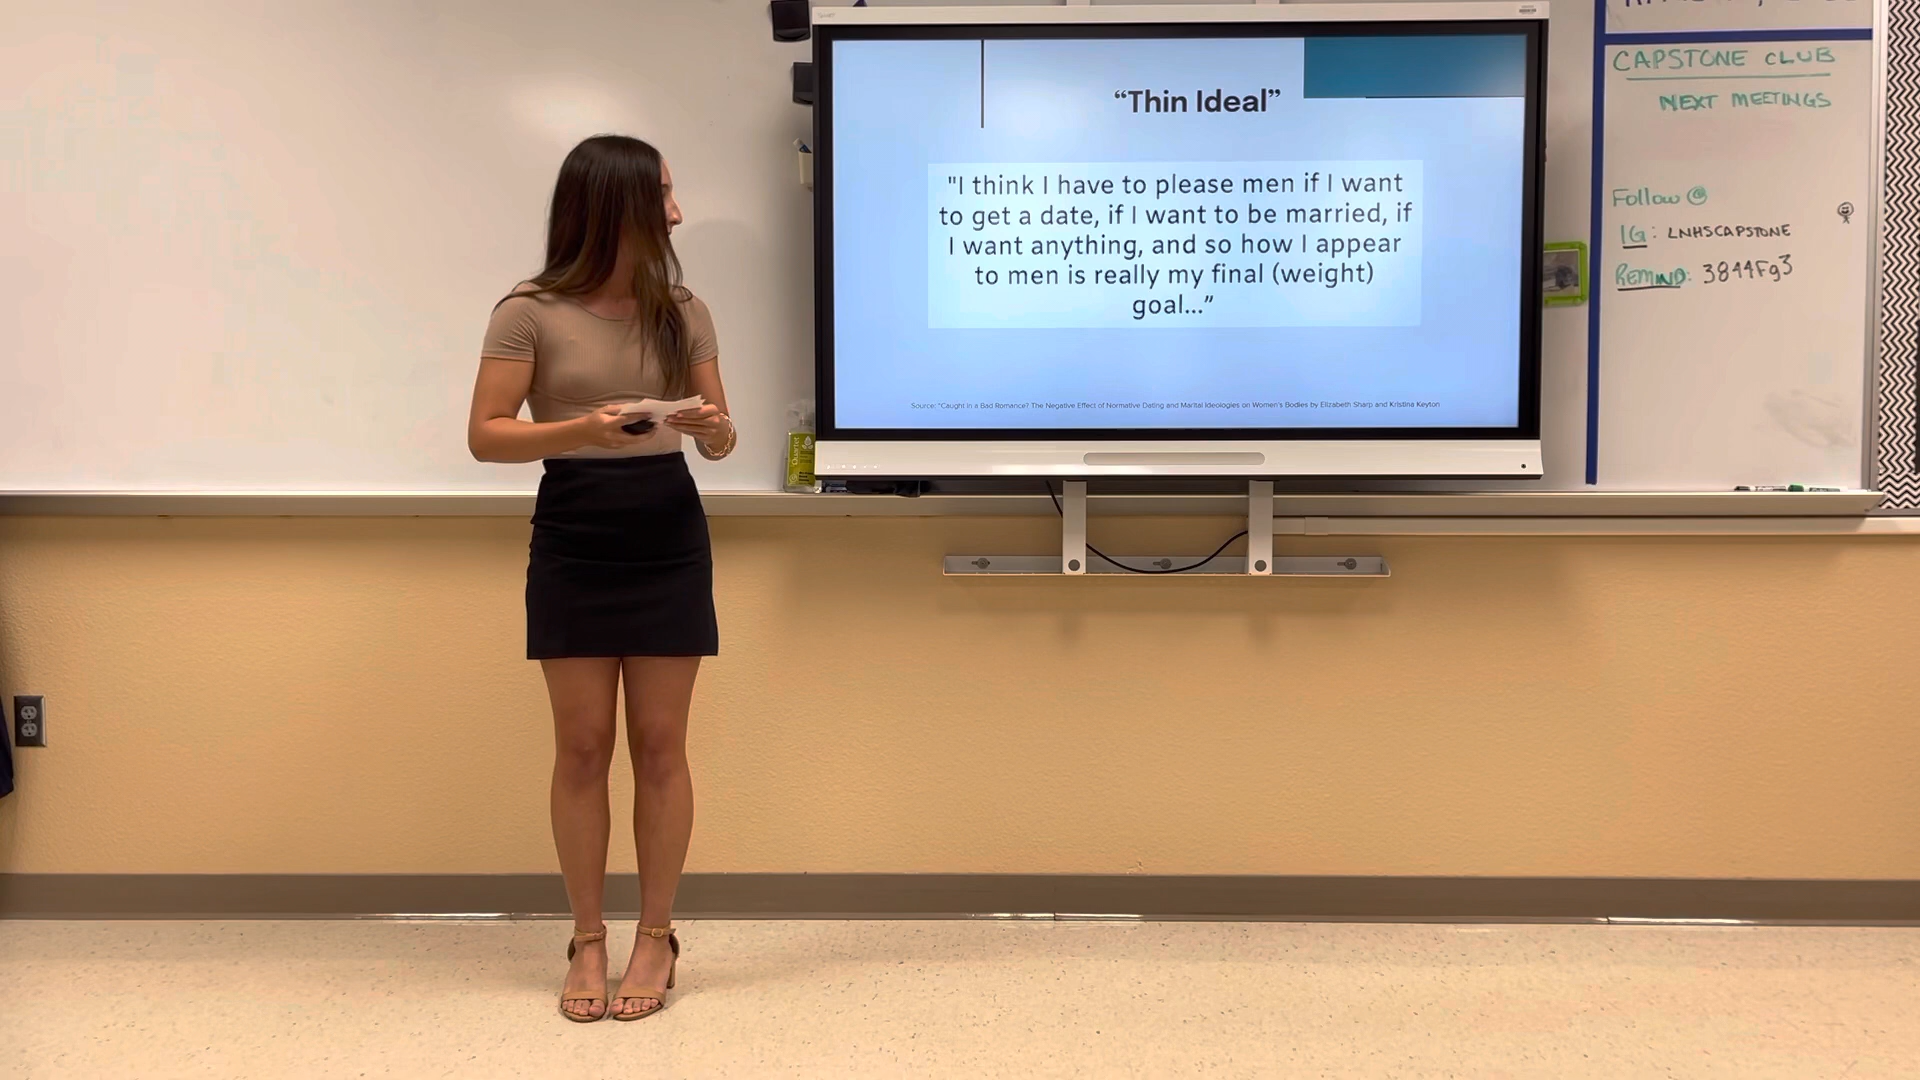 “Thin Ideal”
"I think I have to please men if I want
to get a date, if I want to be married, if
I want anything, and so how I appear
to men is really my final (weight)
goal...”
Source: "Caught in a Bad Romance? The Negative Effect of Normative Dating and Marital Ideologies on Women's Bodies by Elizabeth Sharp and Kristina Keyton
CAPSTONE CLUB
NEXT MEETINGS
Follow @
IG: LNHSCAPSTONE
REMIND: 3844Fg3
Quartet